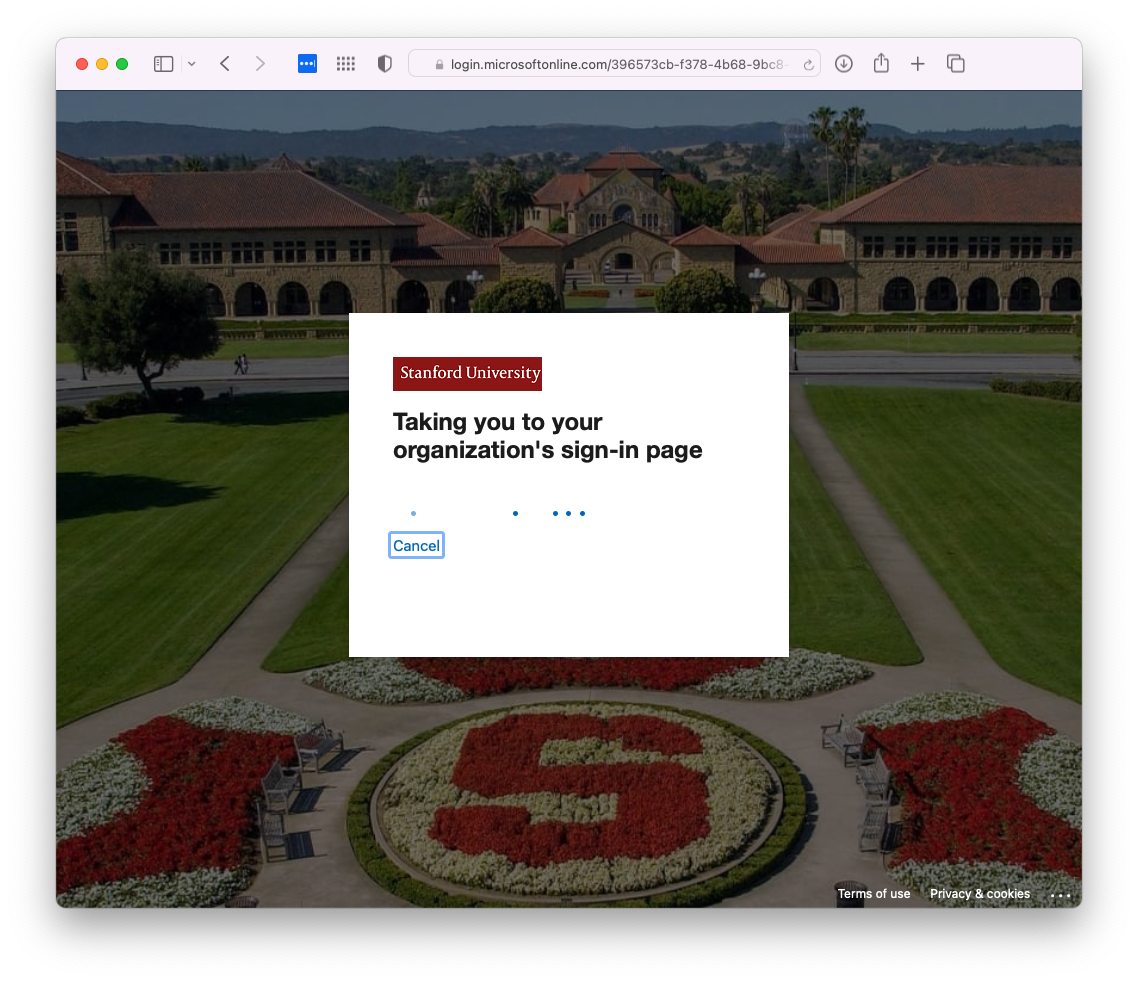 login.microsoftonline.com/396573cb-f378-4b68-9bc8-
Stanford University
Taking you to your
organization's sign-in page
Cancel
Terms of use Privacy & cookies